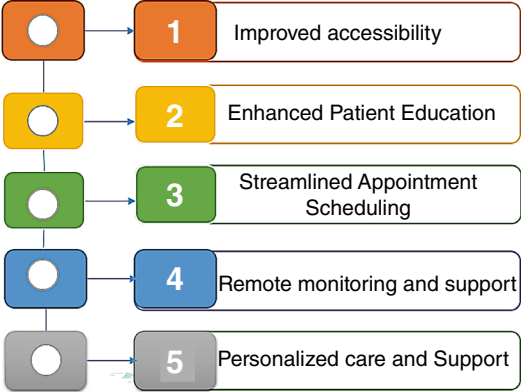 1 Improved accessibility
2 Enhanced Patient Education
3 Streamlined Appointment
Scheduling
4 Remote monitoring and support
5 Personalized care and Support